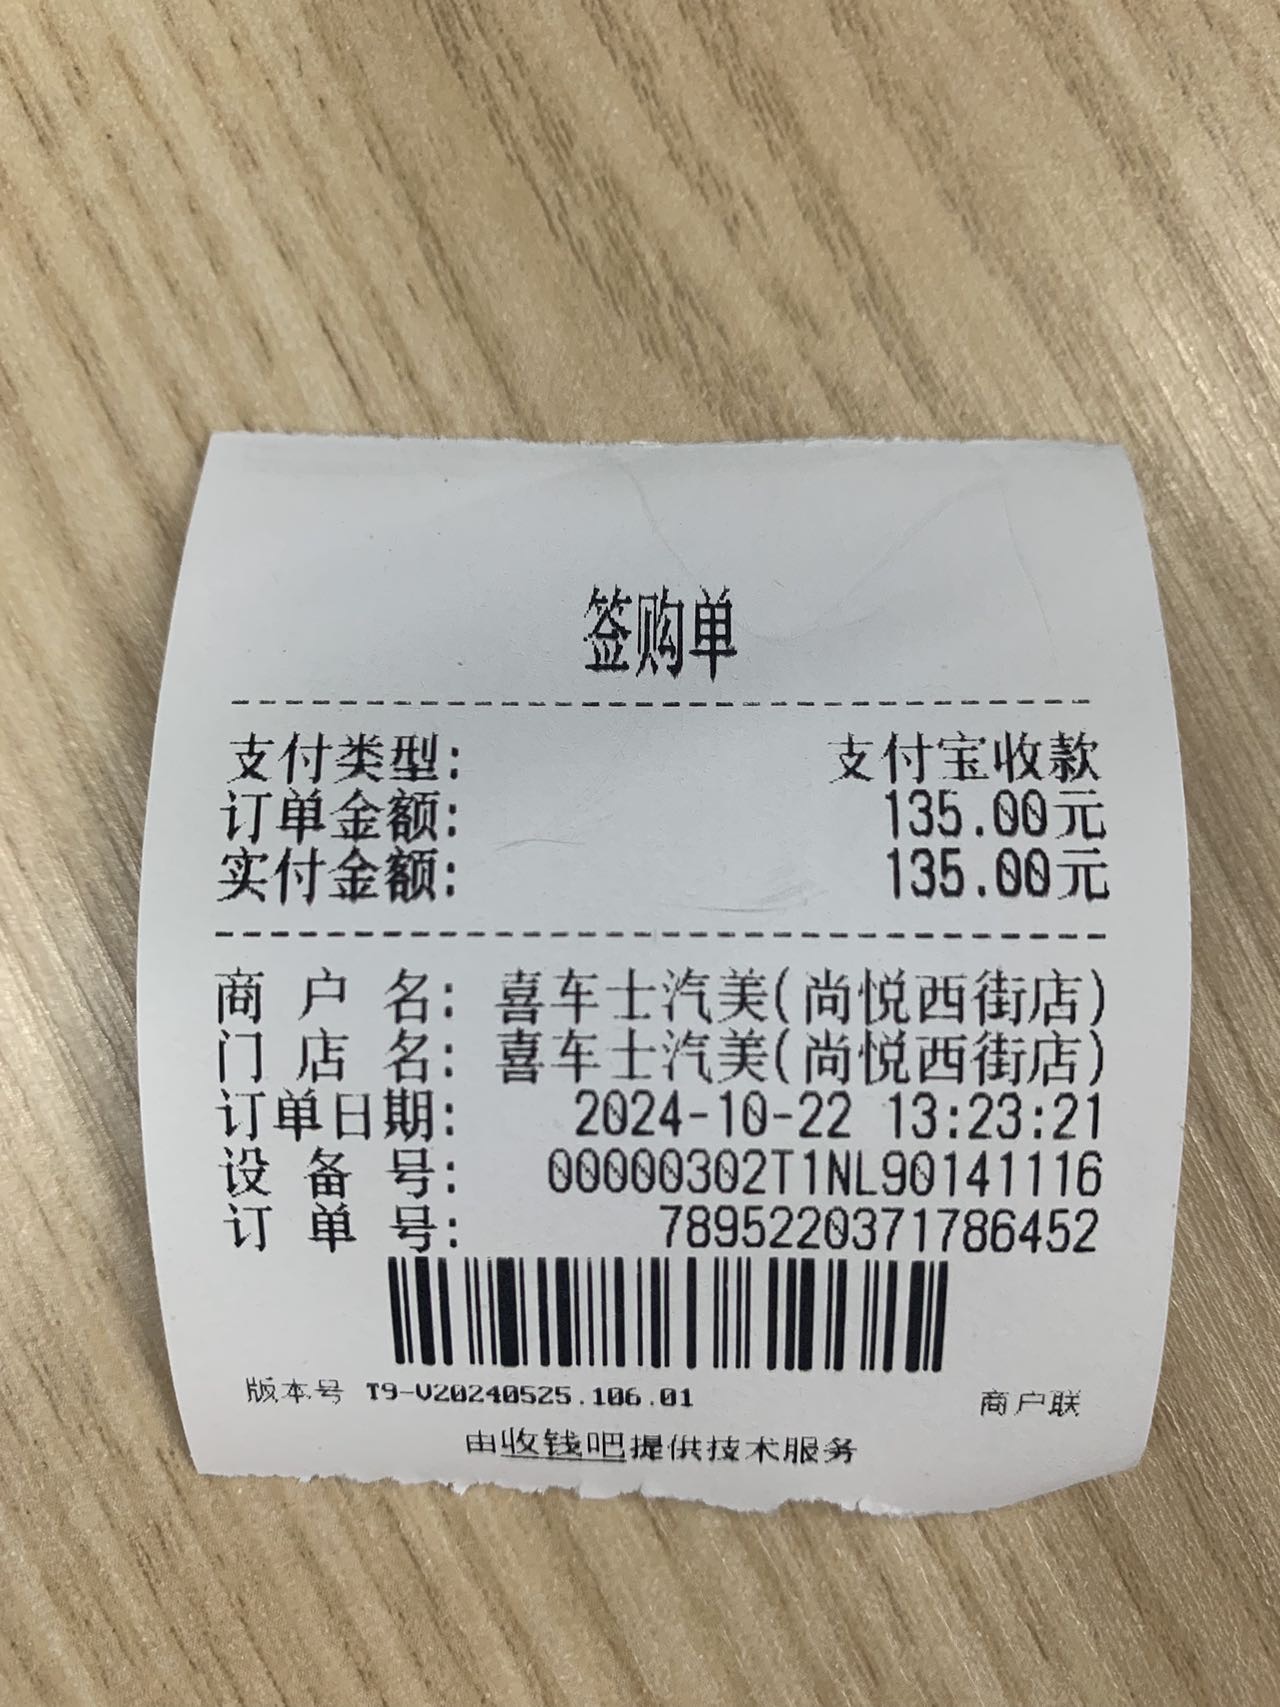 签购单
支付类型: 支付宝收款
订单金额: 135.00元
实付金额: 135.00元
商 户 名: 喜车士汽美(尚悦西街店)
门 店 名: 喜车士汽美(尚悦西街店)
订单日期: 2024-10-22 13:23:21
设 备 号: 00000302T1NL90141116
订 单 号: 7895220371786452
版本号 T9-V20240525.106.01 商户联
由收钱吧提供技术服务